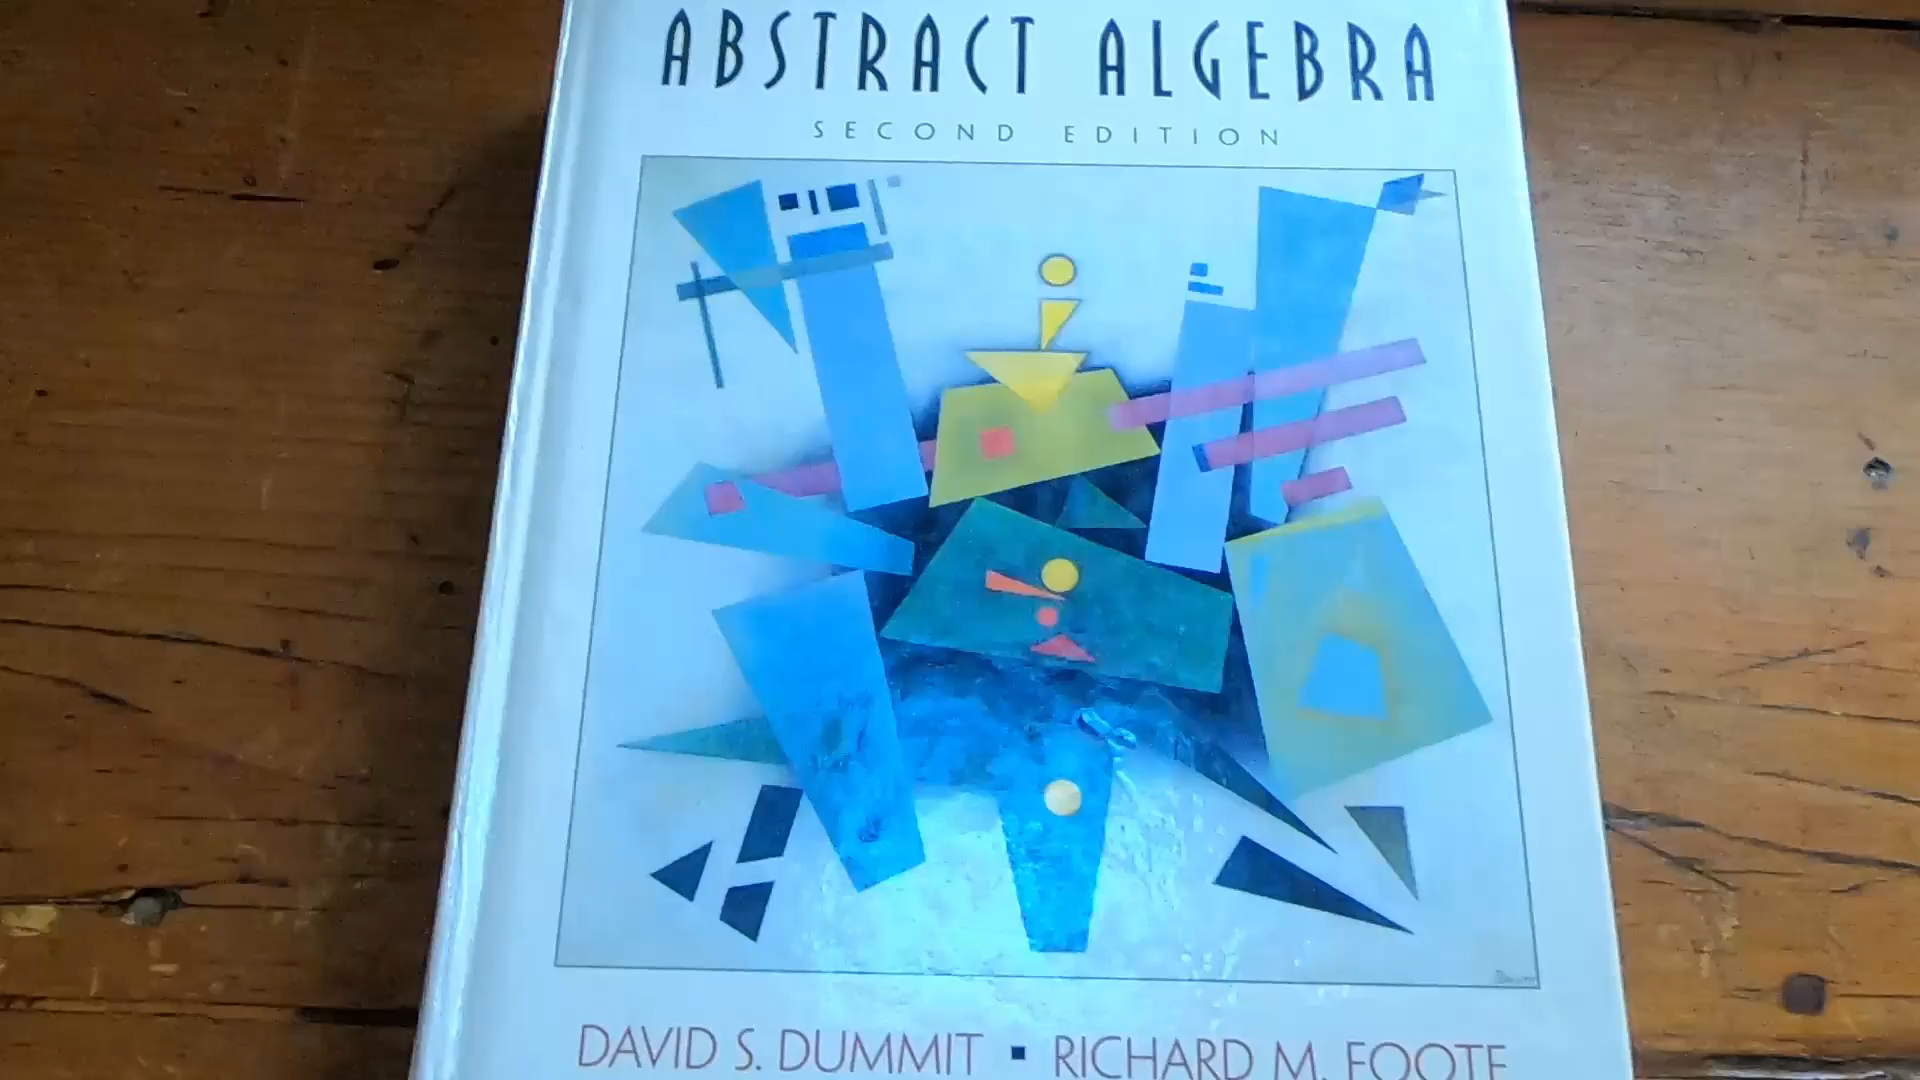 ABSTRACT ALGEBRA
SECOND EDITION
DAVID S. DUMMIT ▪ RICHARD M. FOOTE